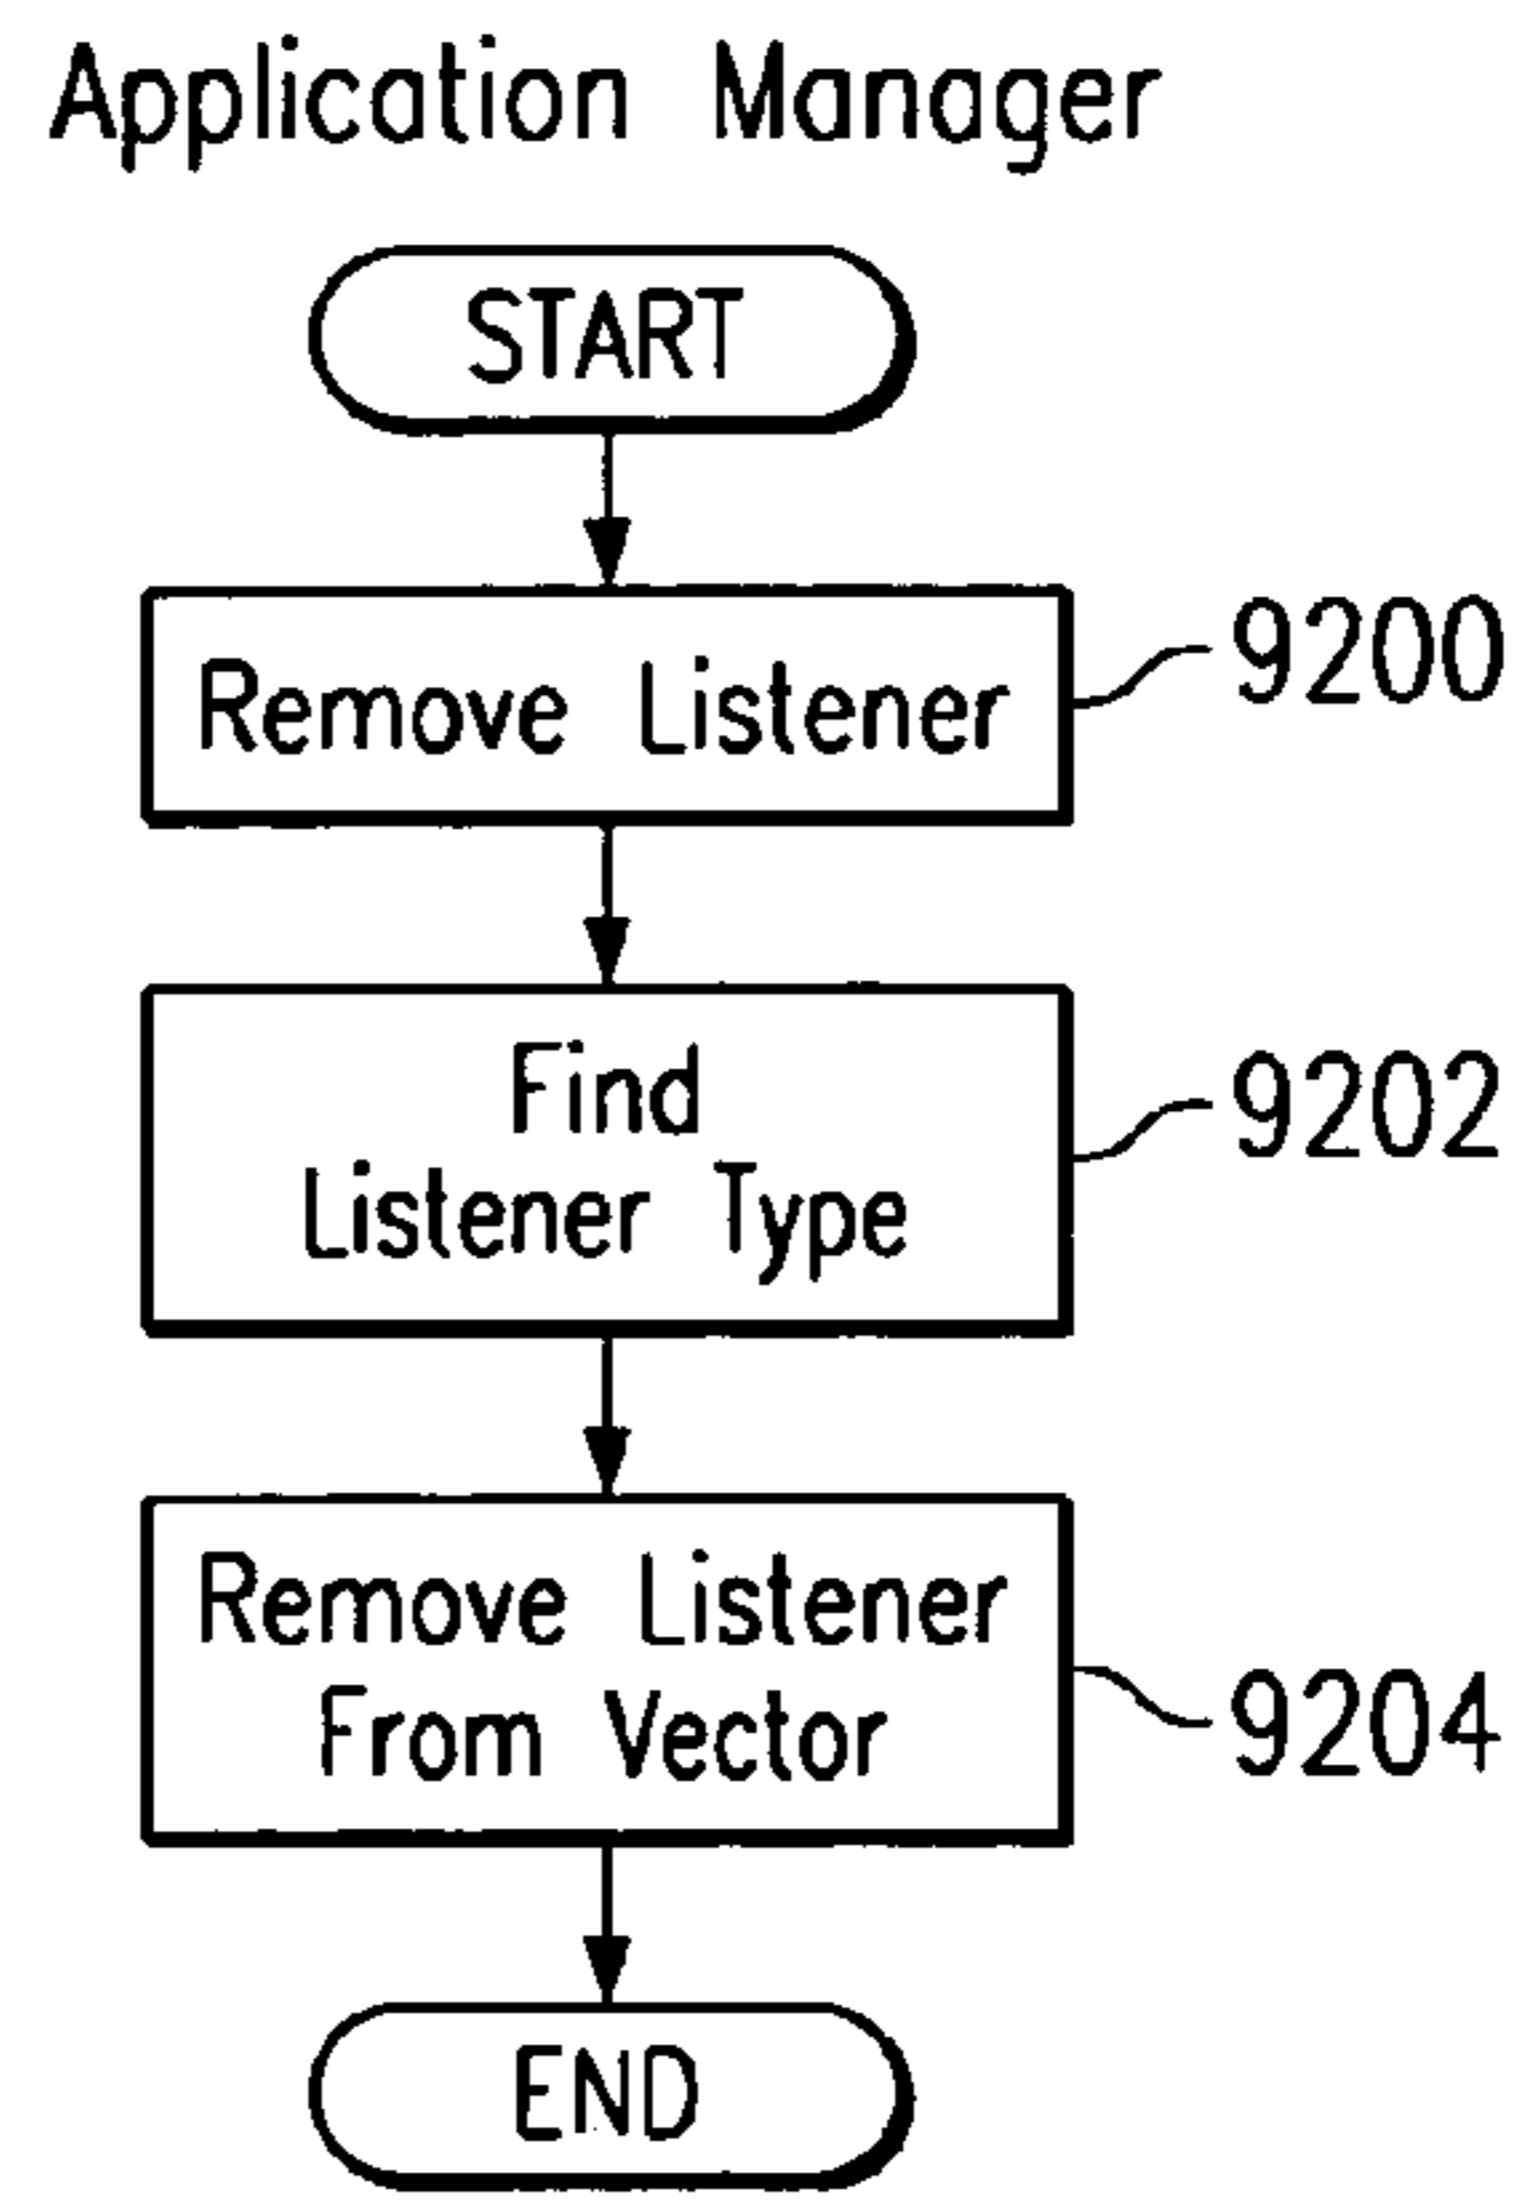 Application Manager
START
Remove Listener
9200
Find
Listener Type
9202
Remove Listener
From Vector
9204
END